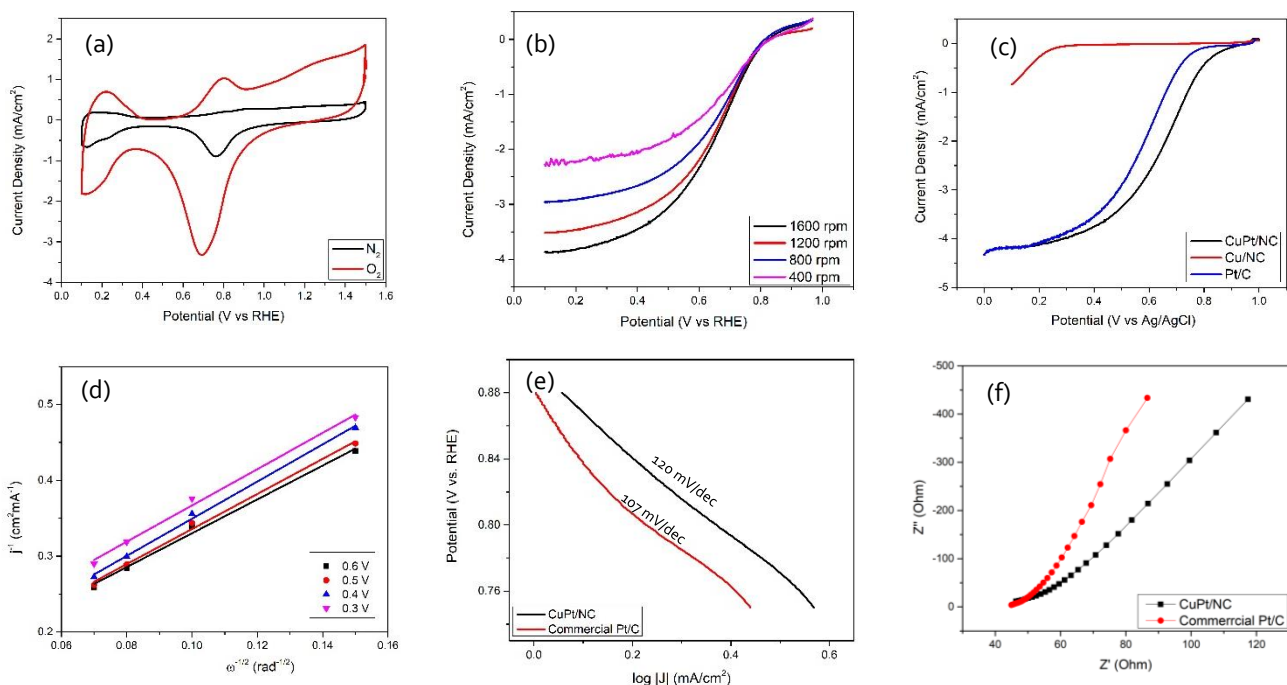 (a)
Current Density (mA/cm²)
2
1
0
-1
-2
-3
-4
0.0 0.2 0.4 0.6 0.8 1.0 1.2 1.4 1.6
Potential (V vs RHE)
N₂
O₂
(b)
Current Density (mA/cm²)
0
-1
-2
-3
-4
-5
0.0 0.2 0.4 0.6 0.8 1.0
Potential (V vs RHE)
1600 rpm
1200 rpm
800 rpm
400 rpm
(c)
Current Density (mA/cm²)
0
-1
-2
-3
-4
-5
0.0 0.2 0.4 0.6 0.8 1.0
Potential (V vs Ag/AgCl)
CuPt/NC
Cu/NC
Pt/C
(d)
j⁻¹ (cm²mA⁻¹)
0.5
0.4
0.3
0.2
0.06 0.08 0.10 0.12 0.14 0.16
ω⁻¹/² (rad⁻¹/²)
0.6 V
0.5 V
0.4 V
0.3 V
(e)
Potential (V vs. RHE)
0.88
0.84
0.80
0.76
0.0 0.2 0.4 0.6
log |J| (mA/cm²)
120 mV/dec
107 mV/dec
CuPt/NC
Commercial Pt/C
(f)
Z" (Ohm)
-500
-400
-300
-200
-100
0
40 60 80 100 120
Z' (Ohm)
CuPt/NC
Commerrcial Pt/C